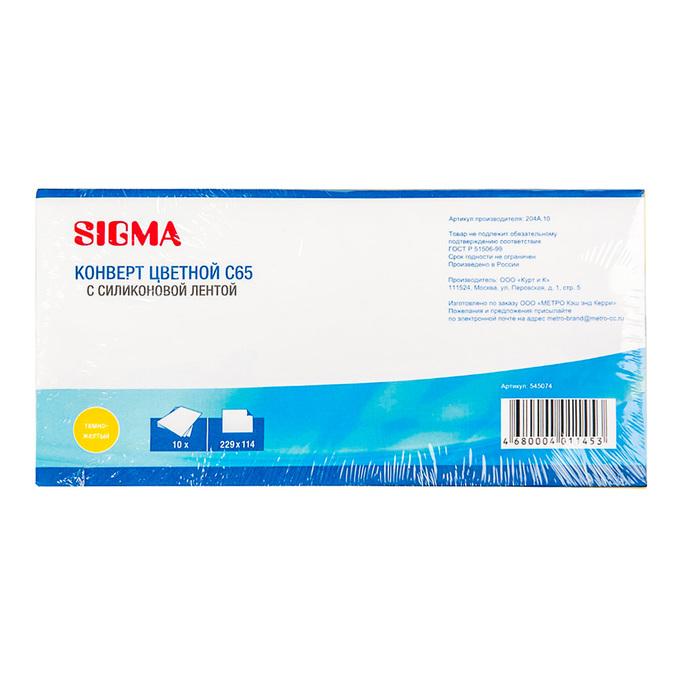 SIGMA
КОНВЕРТ ЦВЕТНОЙ С65
С СИЛИКОНОВОЙ ЛЕНТОЙ
Артикул производителя: 204А.10
Товар не подлежит обязательному
подтверждению соответствия
ГОСТ Р 51506-99
Срок годности не ограничен
Произведено в России
Производитель: ООО «Курт и К»
111524, Москва, ул. Перовская, д. 1, стр. 5
Изготовлено по заказу ООО «МЕТРО Кэш энд Керри»
Пожелания и предложения присылайте
по электронной почте на адрес metro-brand@metro-cc.ru
Артикул: 545074
ТЕМНО-
ЖЕЛТЫЙ
10 x
229 x 114
4 680004 011453